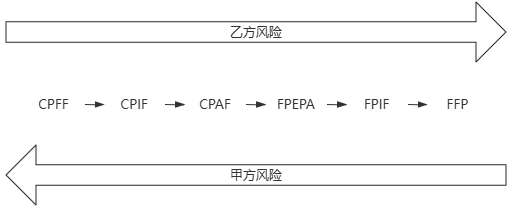 乙方风险
CPFF → CPIF → CPAF → FPEPA → FPIF → FFP
甲方风险